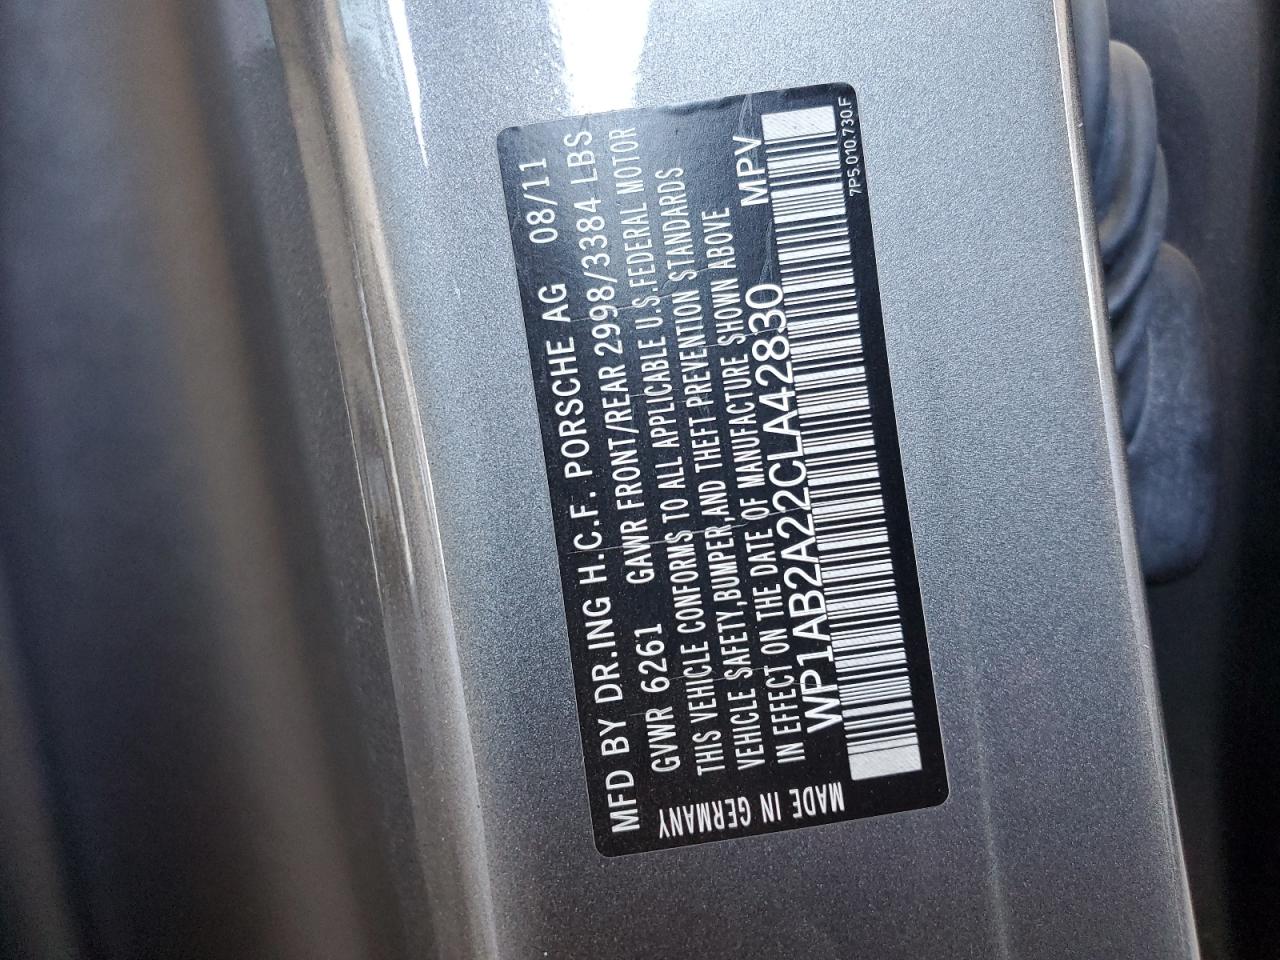 MFD BY DR.ING H.C.F. PORSCHE AG 08/11
GVWR 6261 GAWR FRONT/REAR 2998/3384 LBS
THIS VEHICLE CONFORMS TO ALL APPLICABLE U.S.FEDERAL MOTOR
VEHICLE SAFETY,BUMPER,AND THEFT PREVENTION STANDARDS
IN EFFECT ON THE DATE OF MANUFACTURE SHOWN ABOVE
WP1AB2A22CLA42830 MPV
7P5.010.730.F
MADE IN GERMANY